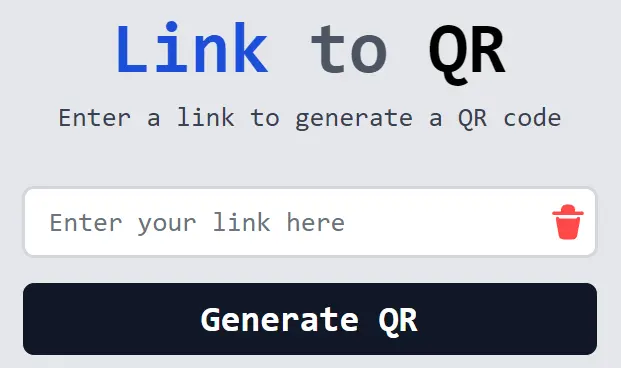 Link to QR
Enter a link to generate a QR code
Enter your link here
Generate QR